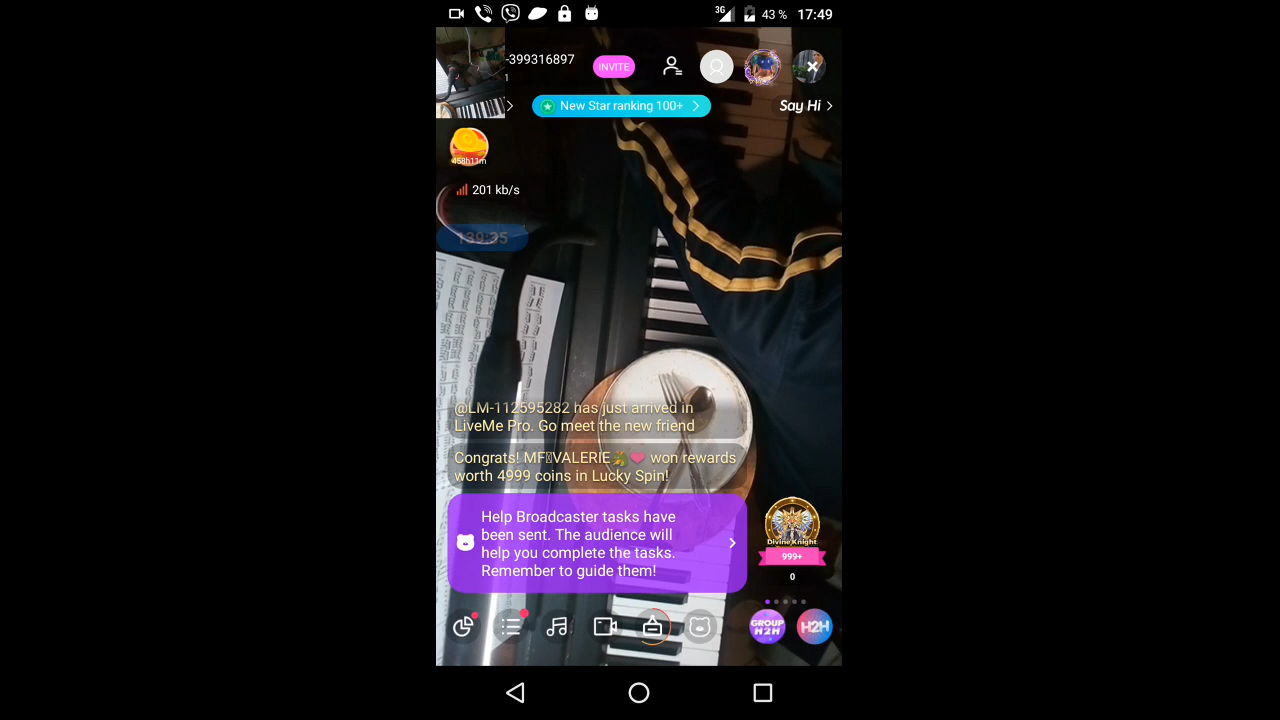 3G 43 % 17:49
-399316897
INVITE
1
New Star ranking 100+
Say Hi
458h11m
201 kb/s
139:35
@LM-112595282 has just arrived in
LiveMe Pro. Go meet the new friend
Congrats! MF▯VALERIE🍀❤️ won rewards
worth 4999 coins in Lucky Spin!
Help Broadcaster tasks have
been sent. The audience will
help you complete the tasks.
Remember to guide them!
Divine Knight
999+
0
GROUP
H2H
H2H